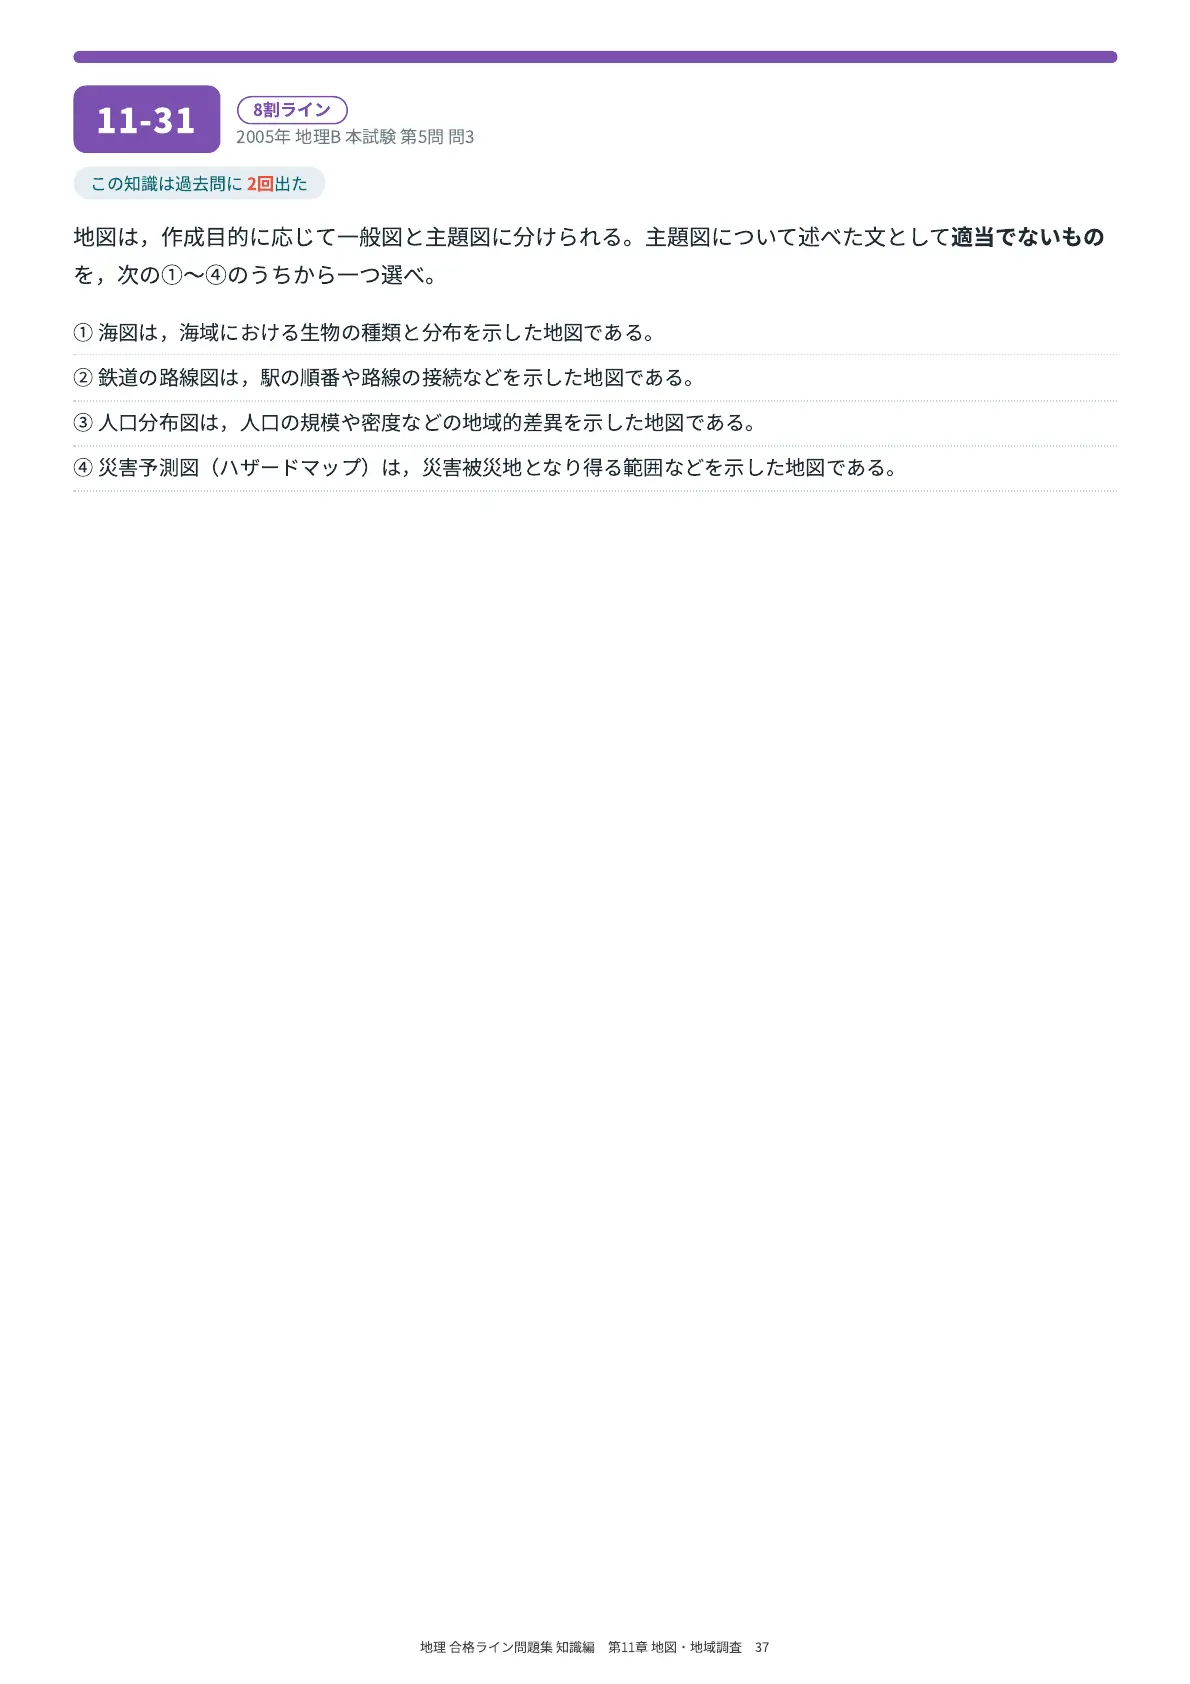 11-31
8割ライン
2005年 地理B 本試験 第5問 問3
この知識は過去問に 2回出た
地図は，作成目的に応じて一般図と主題図に分けられる。主題図について述べた文として適当でないもの
を，次の①～④のうちから一つ選べ。
① 海図は，海域における生物の種類と分布を示した地図である。
② 鉄道の路線図は，駅の順番や路線の接続などを示した地図である。
③ 人口分布図は，人口の規模や密度などの地域的差異を示した地図である。
④ 災害予測図（ハザードマップ）は，災害被災地となり得る範囲などを示した地図である。
地理 合格ライン問題集 知識編　第11章 地図・地域調査　37